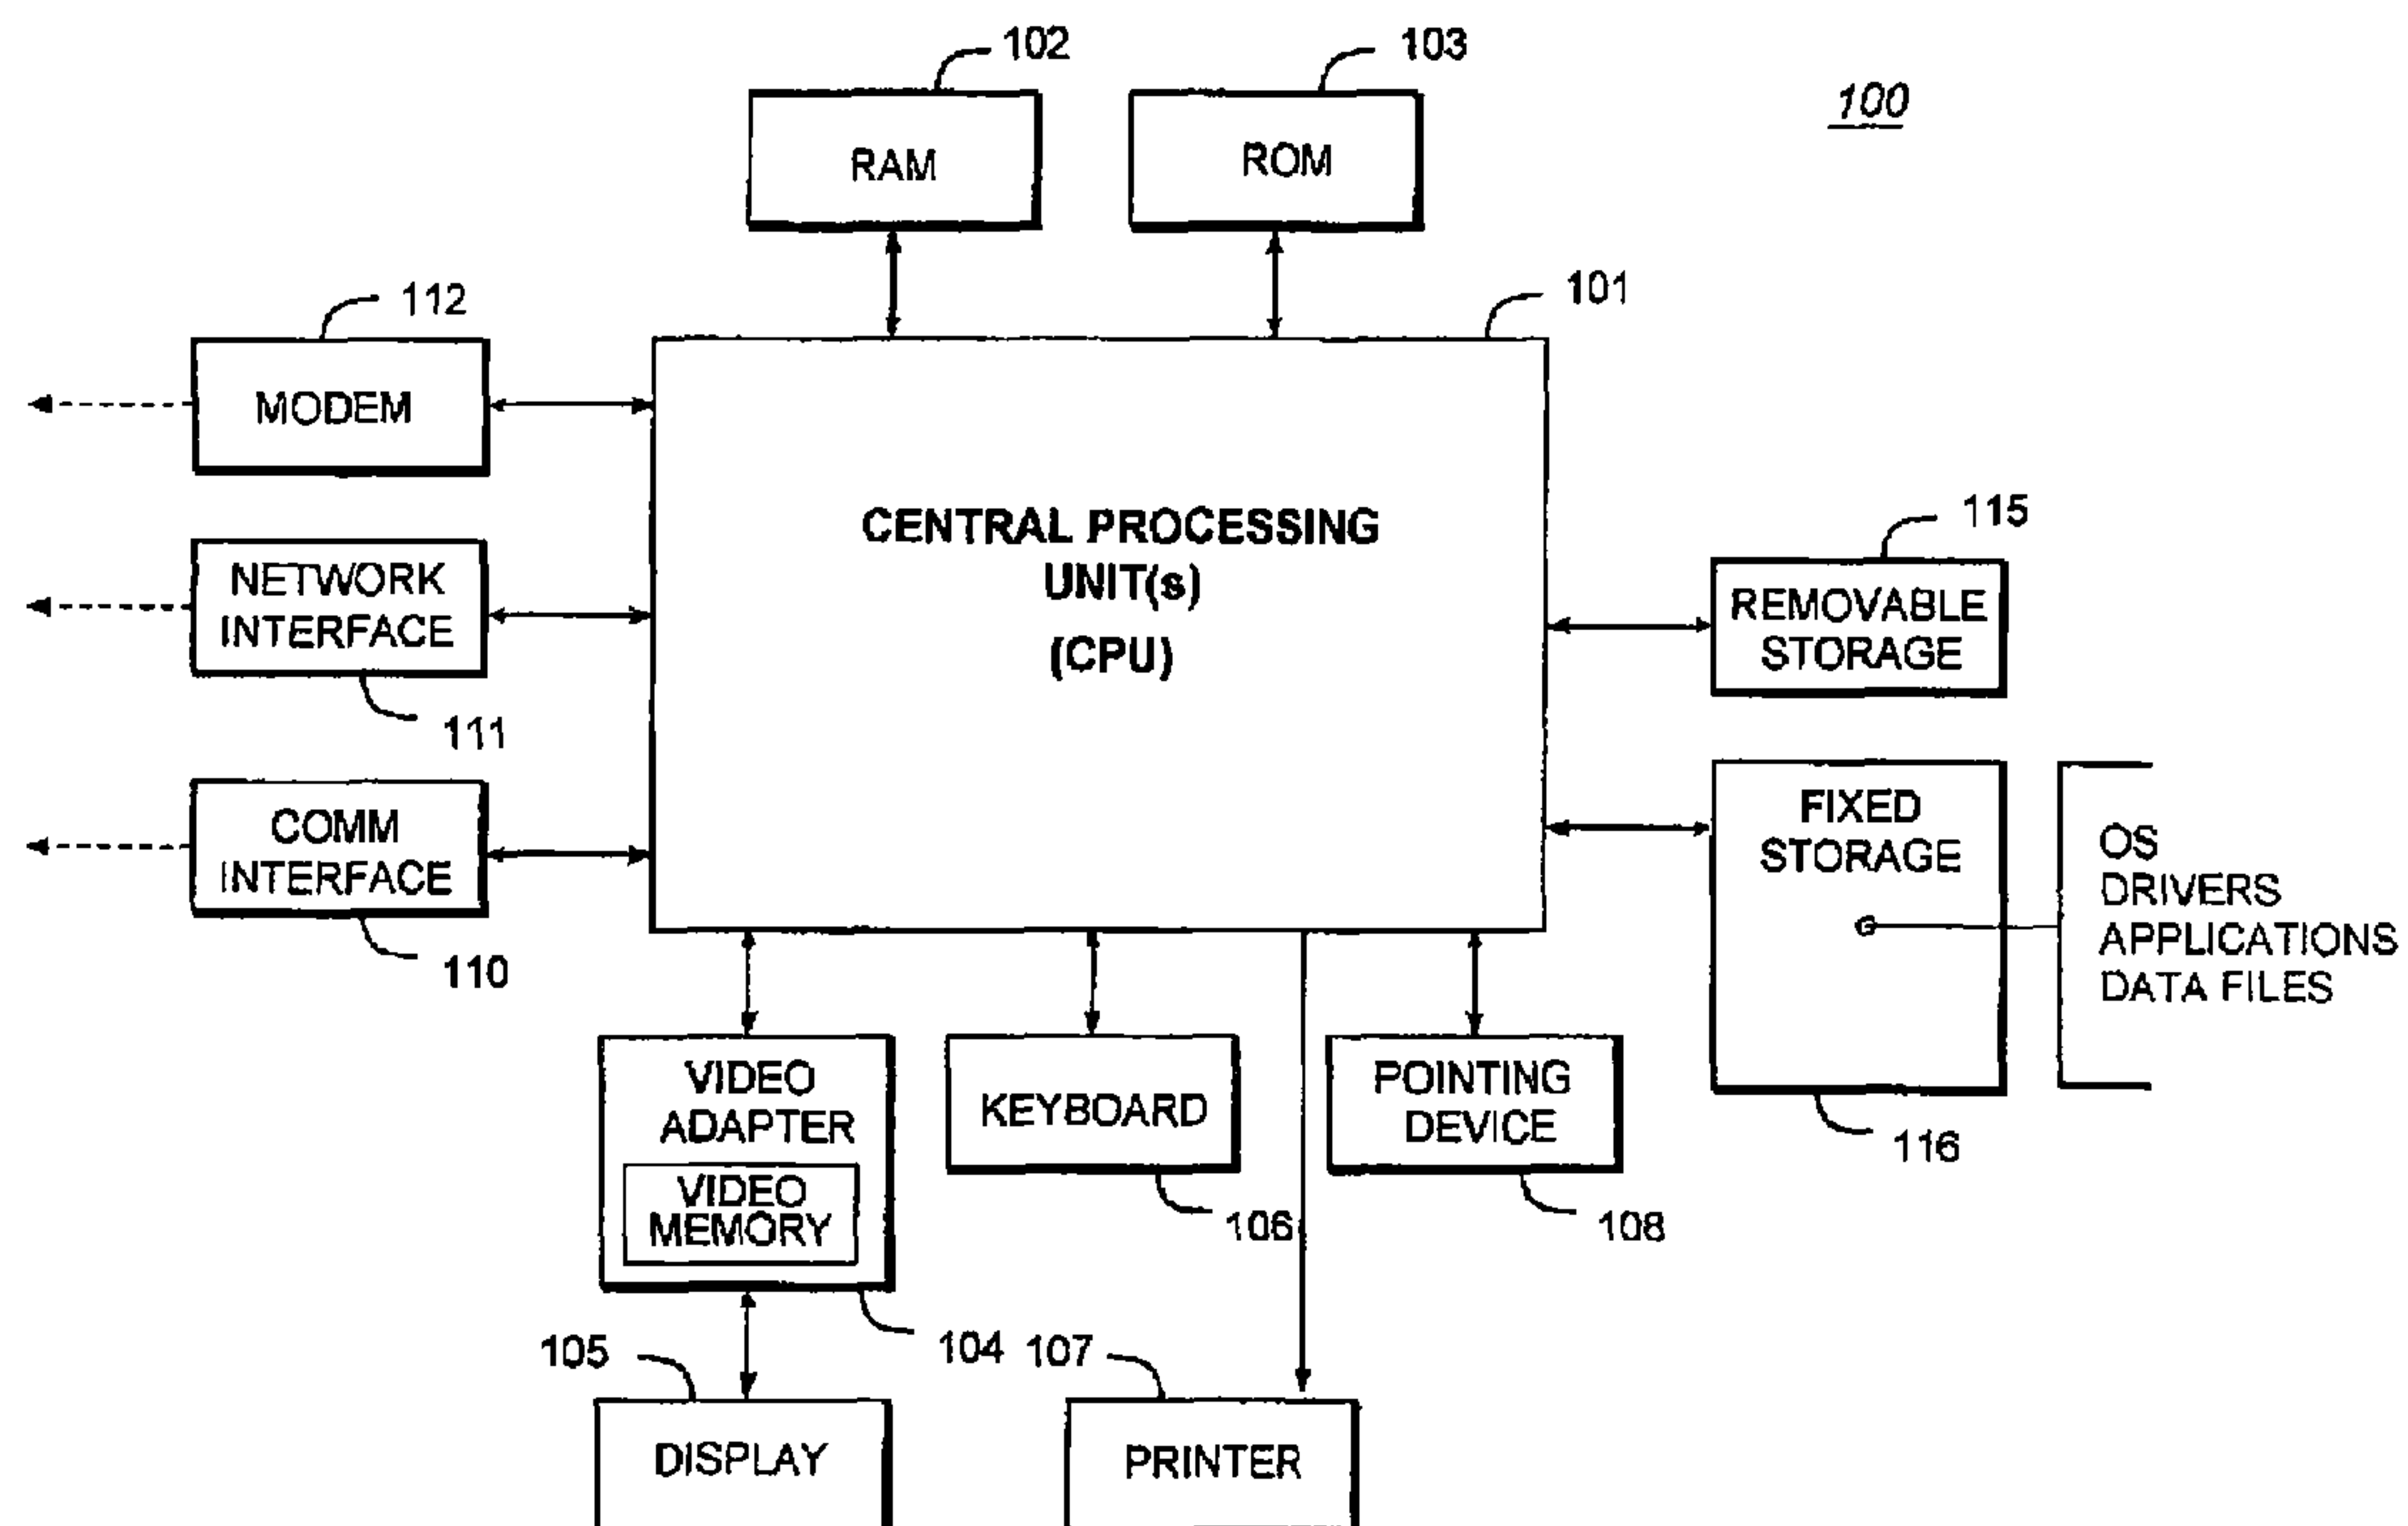 102
103
100
RAM
ROM
101
112
MODEM
CENTRAL PROCESSING
UNIT(s)
(CPU)
115
REMOVABLE
STORAGE
NETWORK
INTERFACE
111
FIXED
STORAGE
OS
DRIVERS
APPLICATIONS
DATA FILES
COMM
INTERFACE
110
VIDEO
ADAPTER
VIDEO
MEMORY
KEYBOARD
POINTING
DEVICE
116
106
108
104
105
107
DISPLAY
PRINTER